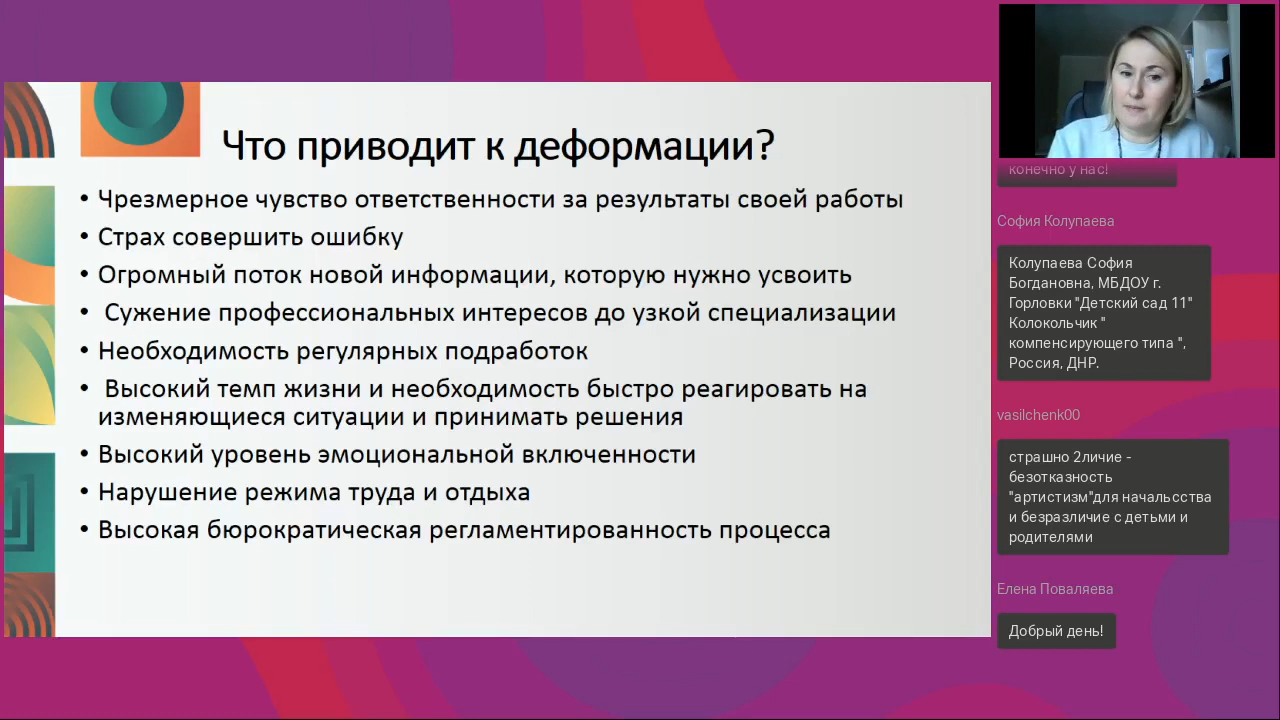 Что приводит к деформации?
• Чрезмерное чувство ответственности за результаты своей работы
• Страх совершить ошибку
• Огромный поток новой информации, которую нужно усвоить
• Сужение профессиональных интересов до узкой специализации
• Необходимость регулярных подработок
• Высокий темп жизни и необходимость быстро реагировать на
изменяющиеся ситуации и принимать решения
• Высокий уровень эмоциональной включенности
• Нарушение режима труда и отдыха
• Высокая бюрократическая регламентированность процесса
конечно у нас!
София Колупаева
Колупаева София
Богдановна, МБДОУ г.
Горловки "Детский сад 11"
Колокольчик "
компенсирующего типа ",
Россия, ДНР.
vasilchenk00
страшно 2личие -
безотказность
"артистизм"для начальсства
и безразличие с детьми и
родителями
Елена Поваляева
Добрый день!